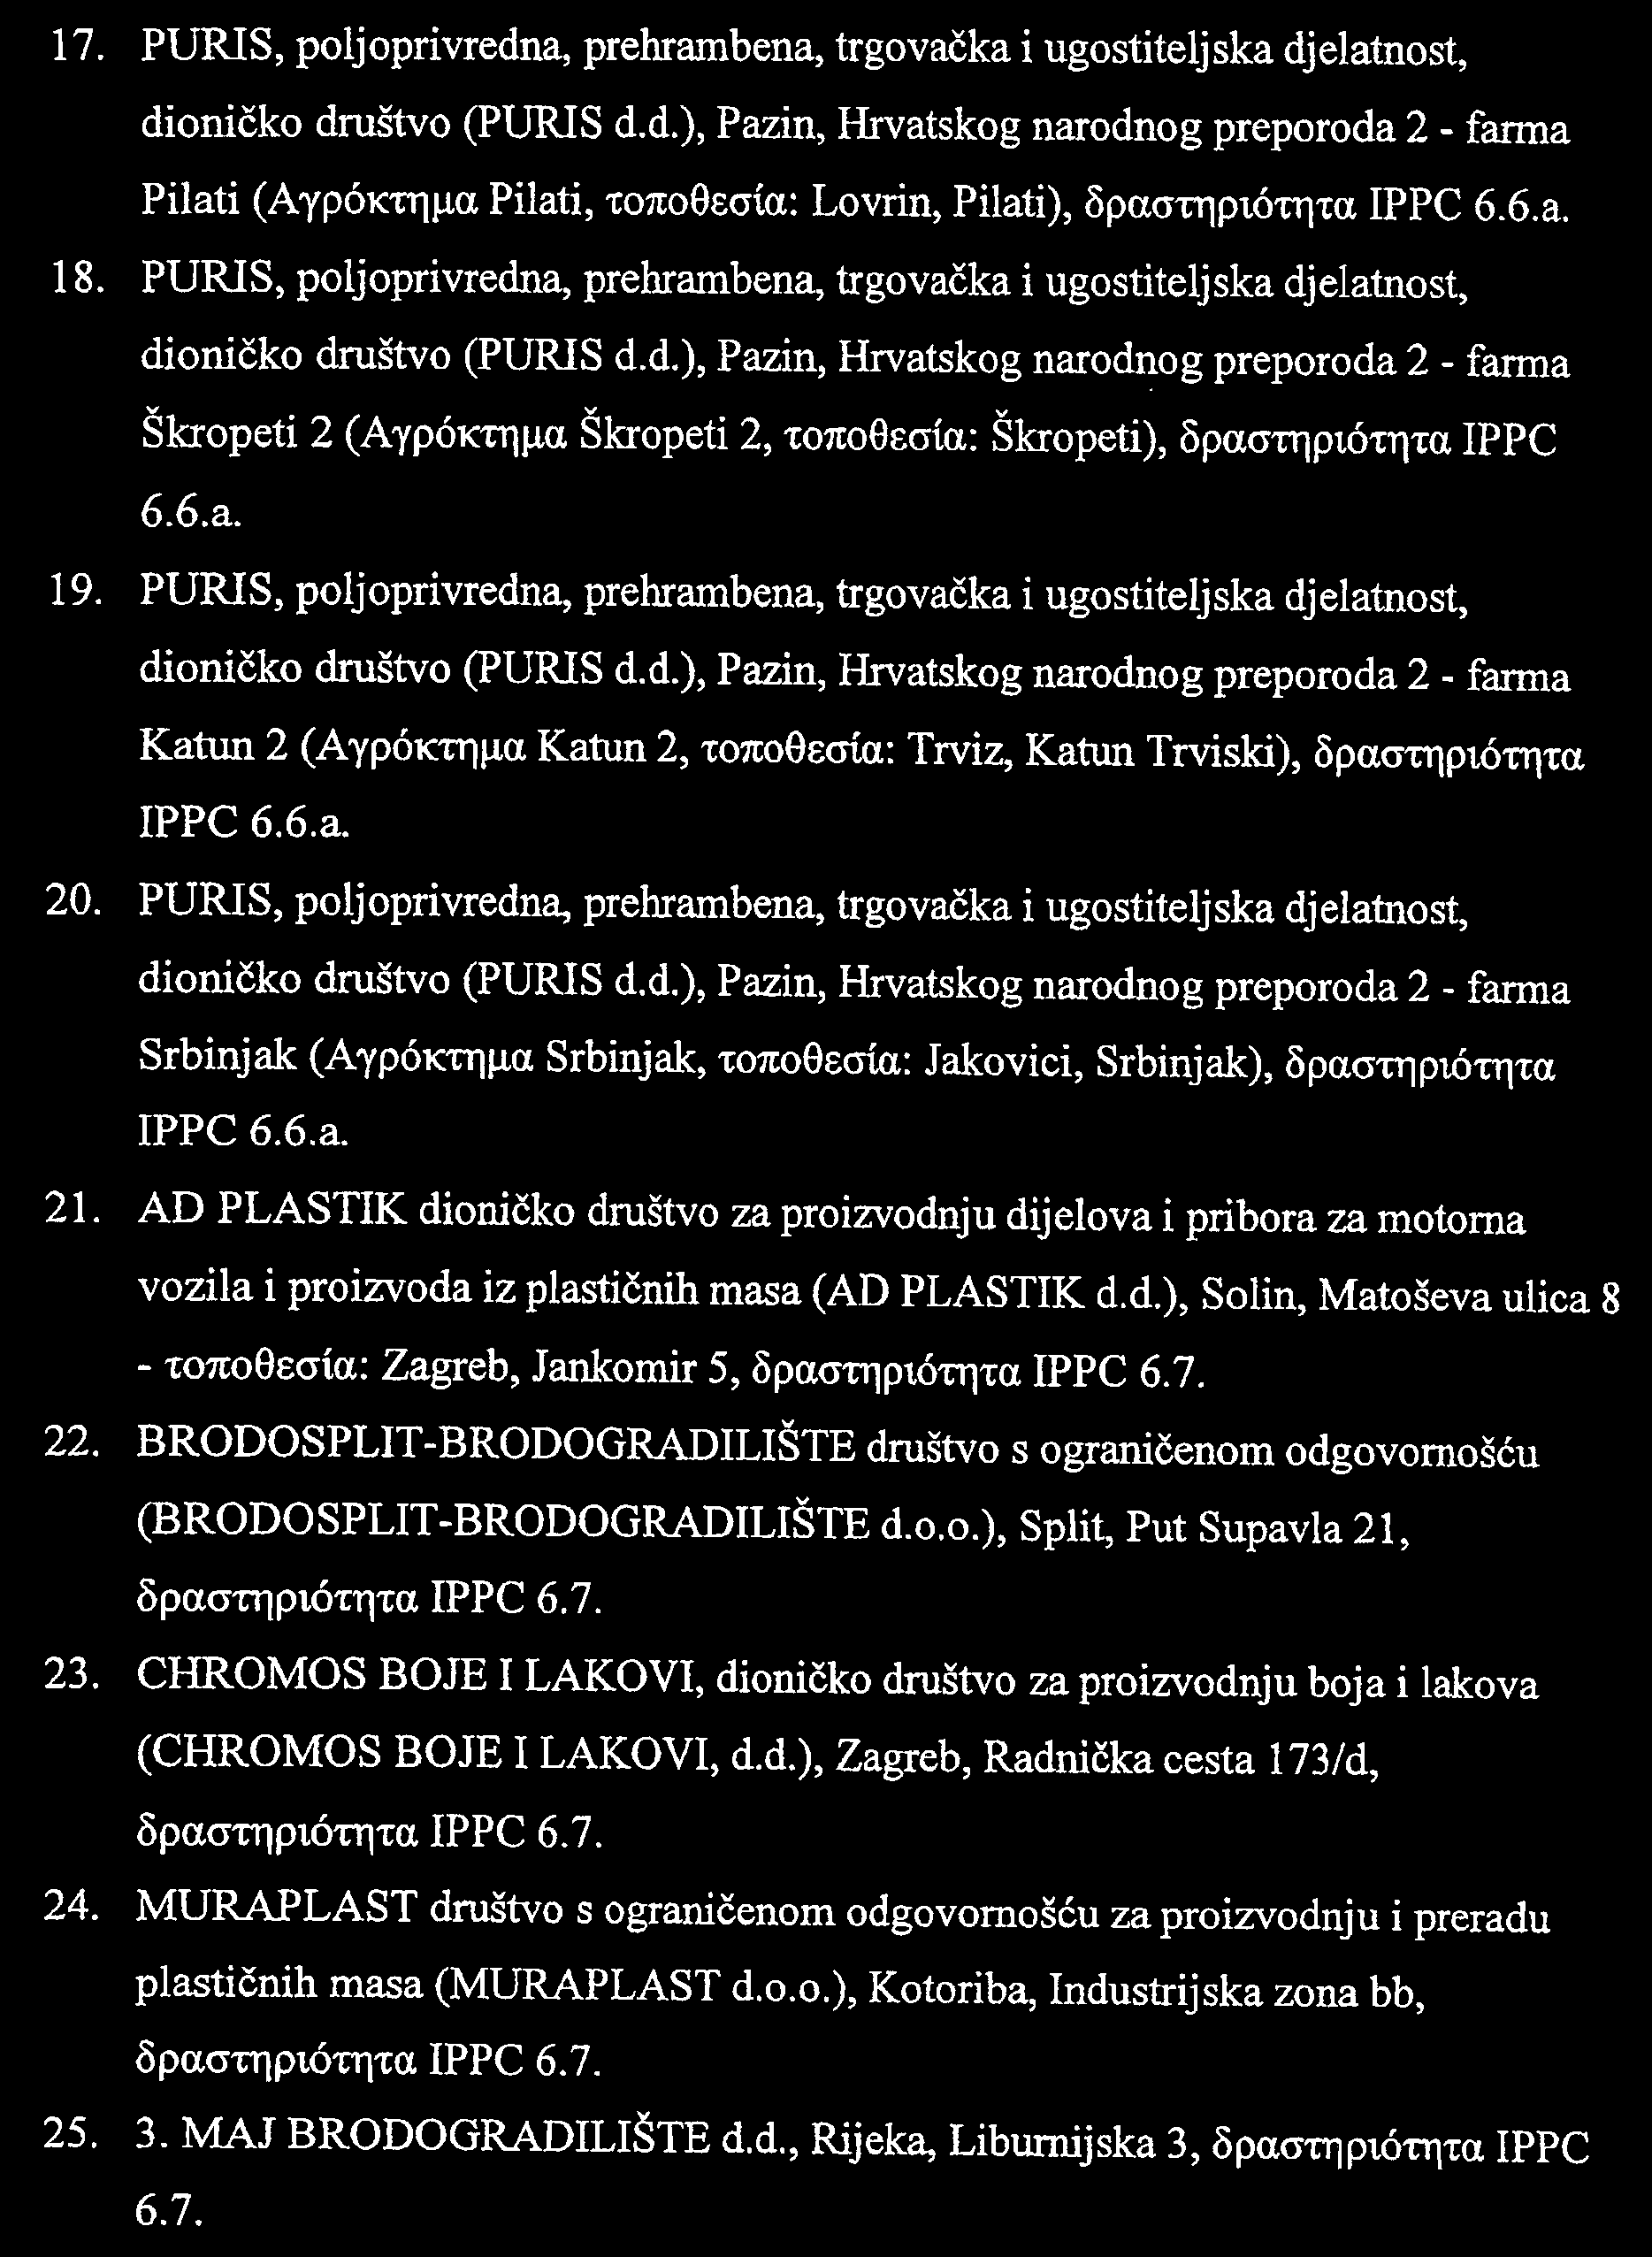 17. PURIS, poljoprivredna, prehrambena, trgovačka i ugostiteljska djelatnost,
dioničko društvo (PURIS d.d.), Pazin, Hrvatskog narodnog preporoda 2 - farma
Pilati (Αγρόκτημα Pilati, τοποθεσία: Lovrin, Pilati), δραστηριότητα IPPC 6.6.a.
18. PURIS, poljoprivredna, prehrambena, trgovačka i ugostiteljska djelatnost,
dioničko društvo (PURIS d.d.), Pazin, Hrvatskog narodnog preporoda 2 - farma
Škropeti 2 (Αγρόκτημα Škropeti 2, τοποθεσία: Škropeti), δραστηριότητα IPPC
6.6.a.
19. PURIS, poljoprivredna, prehrambena, trgovačka i ugostiteljska djelatnost,
dioničko društvo (PURIS d.d.), Pazin, Hrvatskog narodnog preporoda 2 - farma
Katun 2 (Αγρόκτημα Katun 2, τοποθεσία: Trviz, Katun Trviski), δραστηριότητα
IPPC 6.6.a.
20. PURIS, poljoprivredna, prehrambena, trgovačka i ugostiteljska djelatnost,
dioničko društvo (PURIS d.d.), Pazin, Hrvatskog narodnog preporoda 2 - farma
Srbinjak (Αγρόκτημα Srbinjak, τοποθεσία: Jakovici, Srbinjak), δραστηριότητα
IPPC 6.6.a.
21. AD PLASTIK dioničko društvo za proizvodnju dijelova i pribora za motorna
vozila i proizvoda iz plastičnih masa (AD PLASTIK d.d.), Solin, Matoševa ulica 8
- τοποθεσία: Zagreb, Jankomir 5, δραστηριότητα IPPC 6.7.
22. BRODOSPLIT-BRODOGRADILIŠTE društvo s ograničenom odgovornošću
(BRODOSPLIT-BRODOGRADILIŠTE d.o.o.), Split, Put Supavla 21,
δραστηριότητα IPPC 6.7.
23. CHROMOS BOJE I LAKOVI, dioničko društvo za proizvodnju boja i lakova
(CHROMOS BOJE I LAKOVI, d.d.), Zagreb, Radnička cesta 173/d,
δραστηριότητα IPPC 6.7.
24. MURAPLAST društvo s ograničenom odgovornošću za proizvodnju i preradu
plastičnih masa (MURAPLAST d.o.o.), Kotoriba, Industrijska zona bb,
δραστηριότητα IPPC 6.7.
25. 3. MAJ BRODOGRADILIŠTE d.d., Rijeka, Liburnijska 3, δραστηριότητα IPPC
6.7.